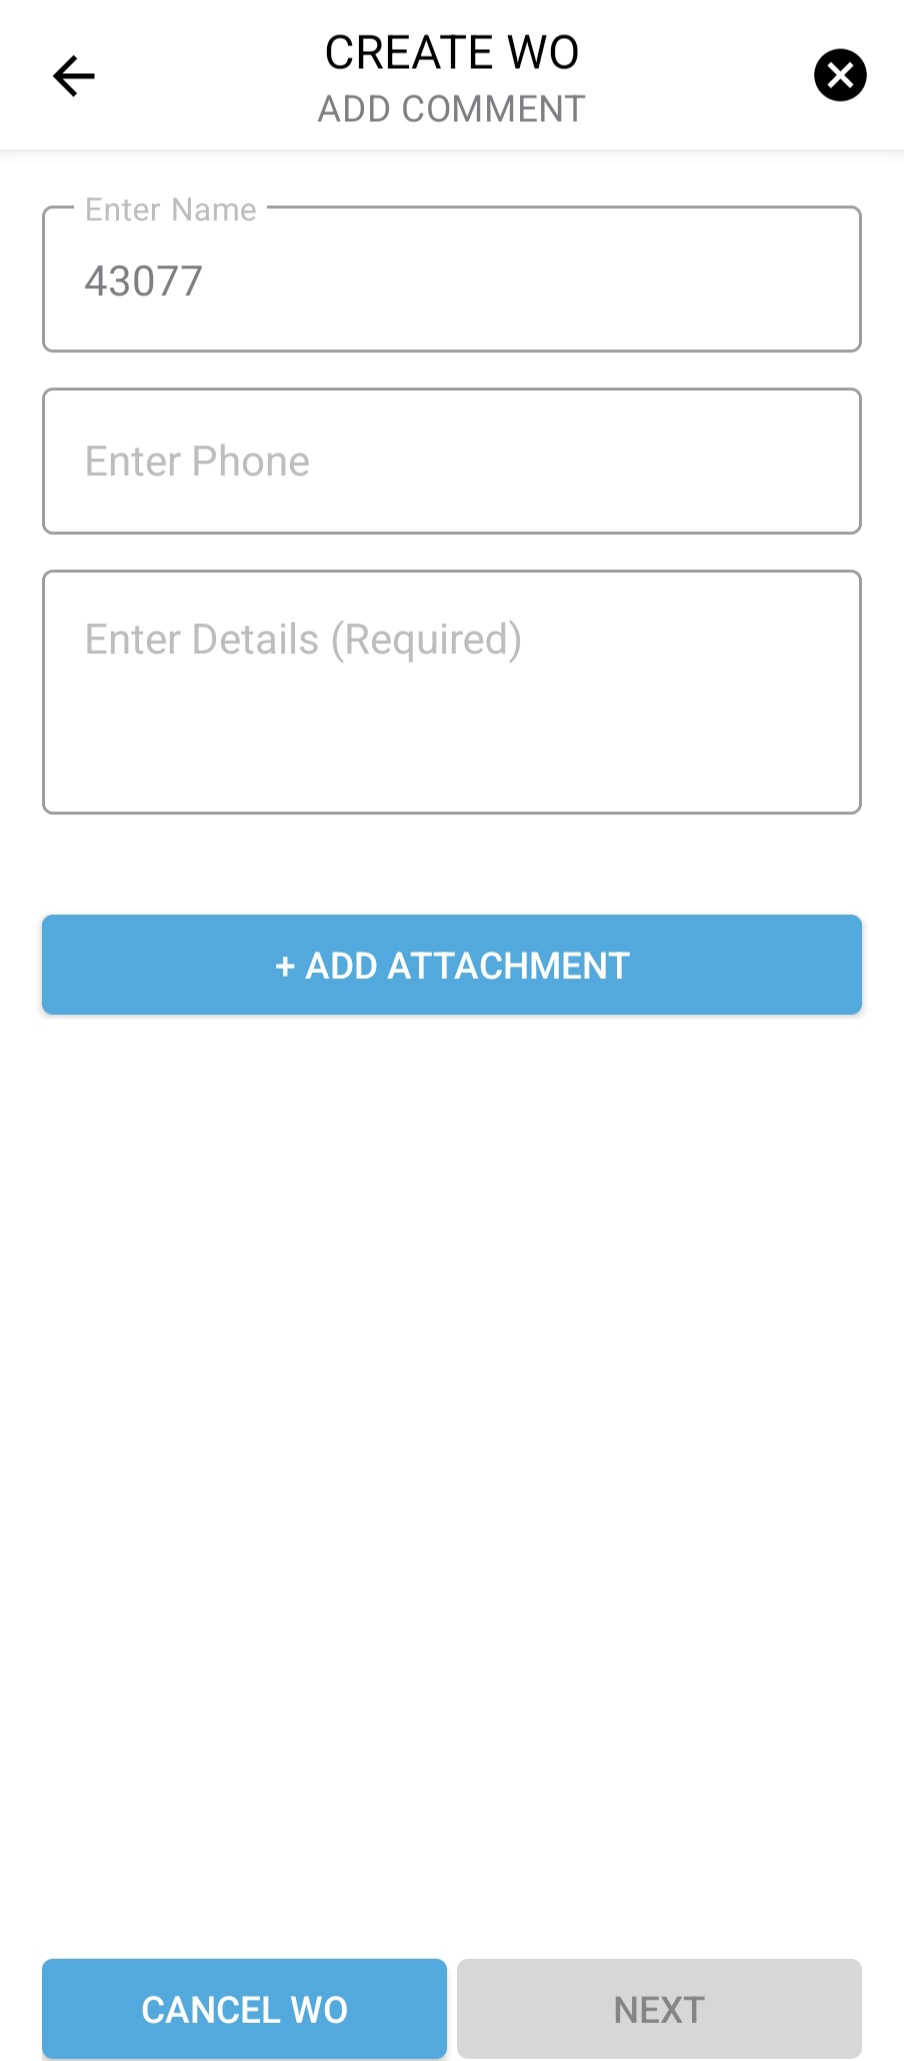 CREATE WO
ADD COMMENT
Enter Name
43077
Enter Phone
Enter Details (Required)
+ ADD ATTACHMENT
CANCEL WO
NEXT